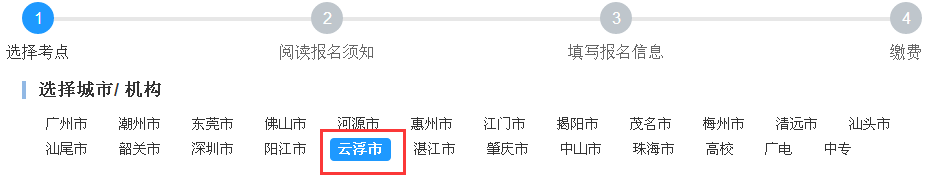 1 2 3 4
选择考点 阅读报名须知 填写报名信息 缴费
选择城市/ 机构
广州市 潮州市 东莞市 佛山市 河源市 惠州市 江门市 揭阳市 茂名市 梅州市 清远市 汕头市
汕尾市 韶关市 深圳市 阳江市 云浮市 湛江市 肇庆市 中山市 珠海市 高校 广电 中专